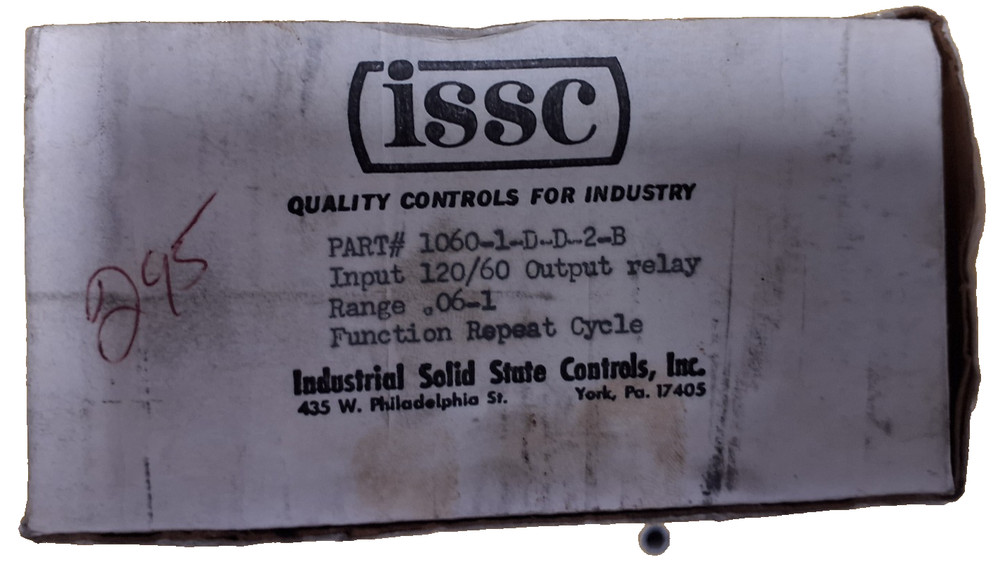 issc
QUALITY CONTROLS FOR INDUSTRY
PART# 1060-1-D-D-2-B
Input 120/60 Output relay
Range .06-1
Function Repeat Cycle
Industrial Solid State Controls, Inc.
435 W. Philadelphia St. York, Pa. 17405
D95